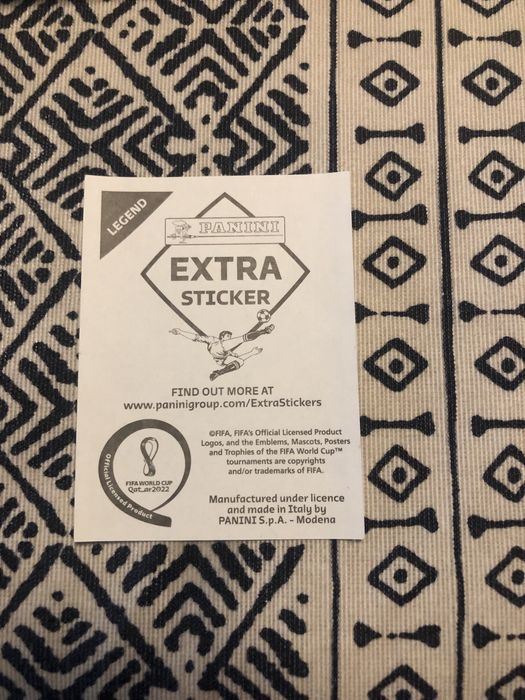 LEGEND
PANINI
EXTRA
STICKER
FIND OUT MORE AT
www.paninigroup.com/ExtraStickers
©FIFA, FIFA's Official Licensed Product
Logos, and the Emblems, Mascots, Posters
and Trophies of the FIFA World Cup™
tournaments are copyrights
and/or trademarks of FIFA.
FIFA WORLD CUP
Qatar2022
Official Licensed Product
Manufactured under licence
and made in Italy by
PANINI S.p.A. - Modena